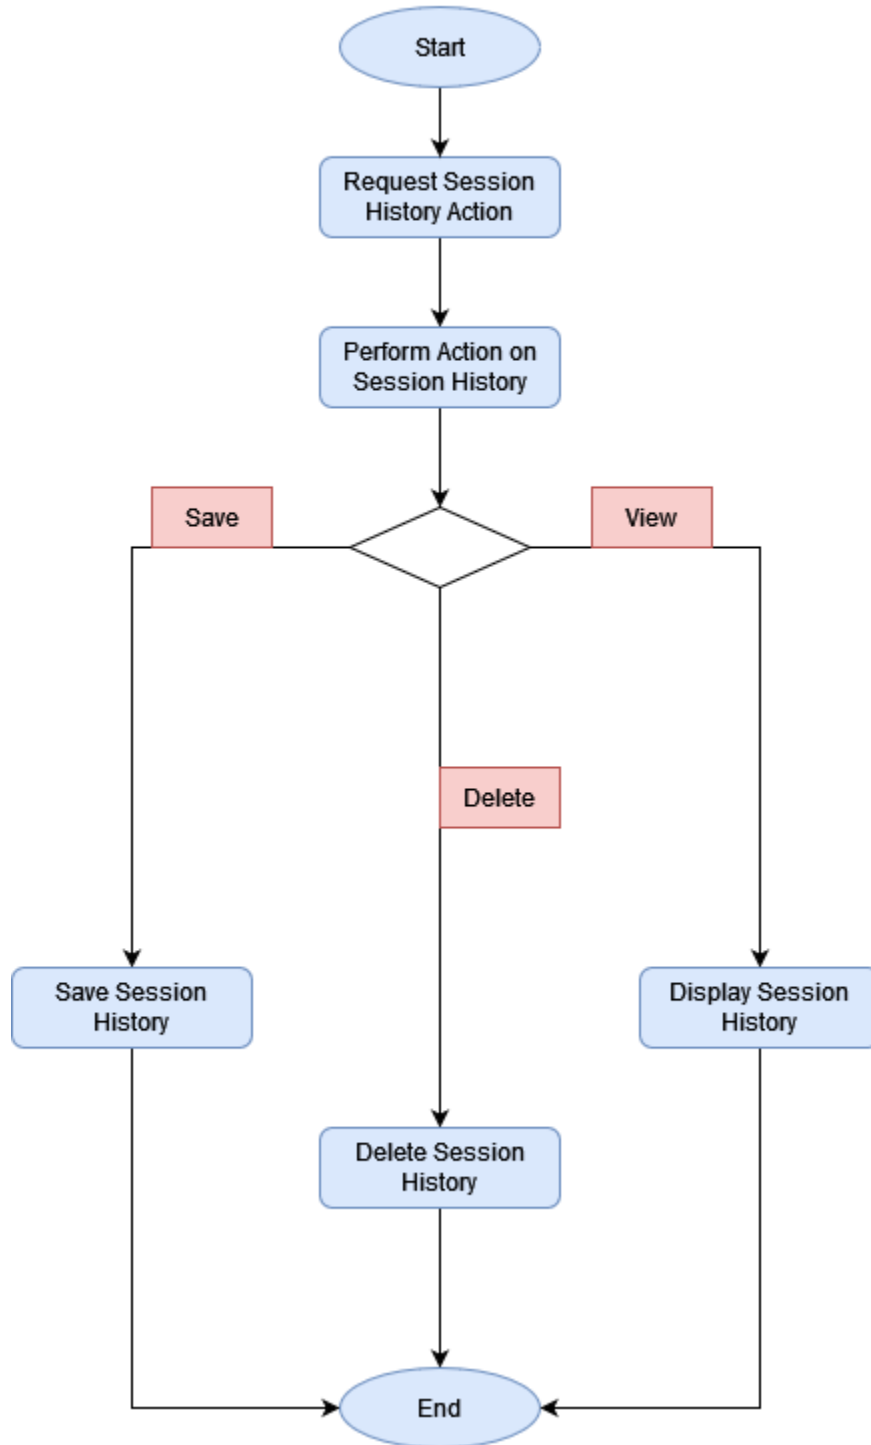 Start
Request Session
History Action
Perform Action on
Session History
Save
View
Delete
Save Session
History
Display Session
History
Delete Session
History
End